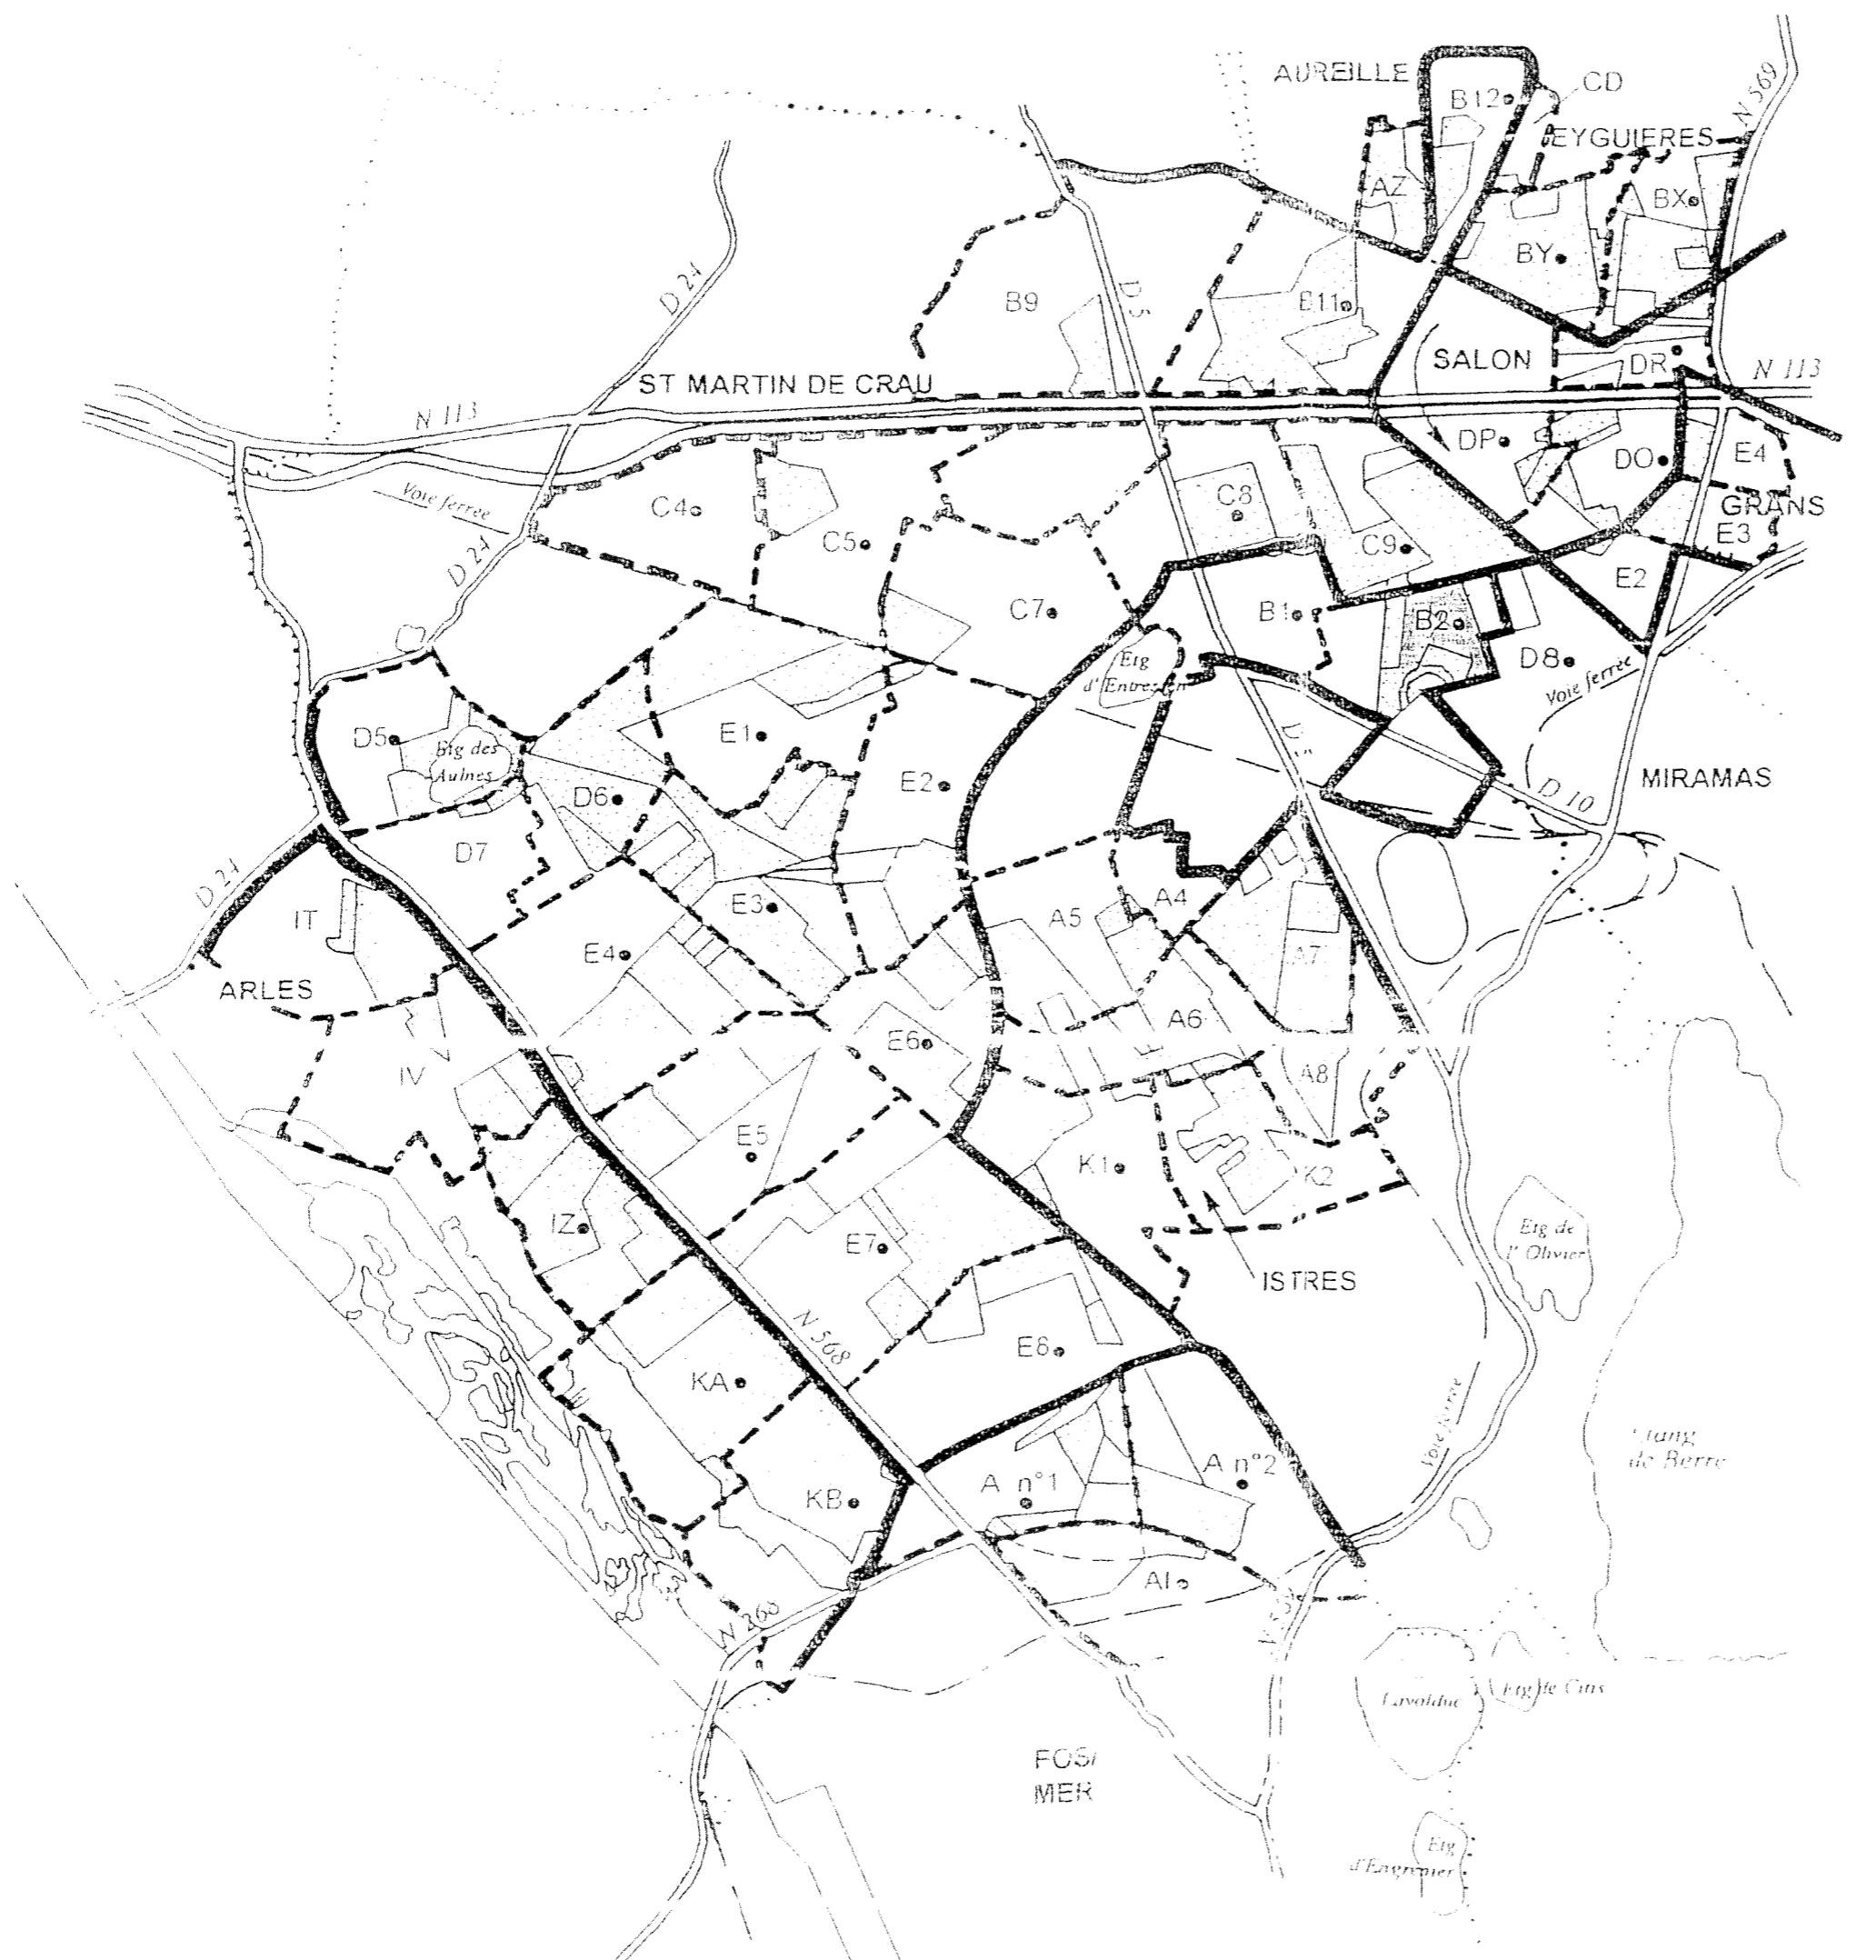 AUREILLE
CD
B12
N 569
EYGUIERES
AZ
BX
BY
D 24
B9
D 5
B11
SALON
DR
N 113
ST MARTIN DE CRAU
N 113
DP
DO
E4
GRANS
E3
Voie ferrée
C4
C8
C5
C9
E2
D 24
C7
B1
B2
D8
Voie ferrée
Etg
d'Entressen
D5
Etg des
Aulnes
E1
D 5
MIRAMAS
E2
D 10
D6
D7
D 24
IT
E3
A5
A4
E4
A7
ARLES
A6
E6
IV
A8
E5
K1
K2
IZ
E7
Etg de
l'Olivier
ISTRES
N 568
E8
KA
Voie ferrée
Etang
de Berre
A n°2
A n°1
KB
AI
N 268
Lavalduc
Etg de Citis
FOS/
MER
Etg
d'Engrenier